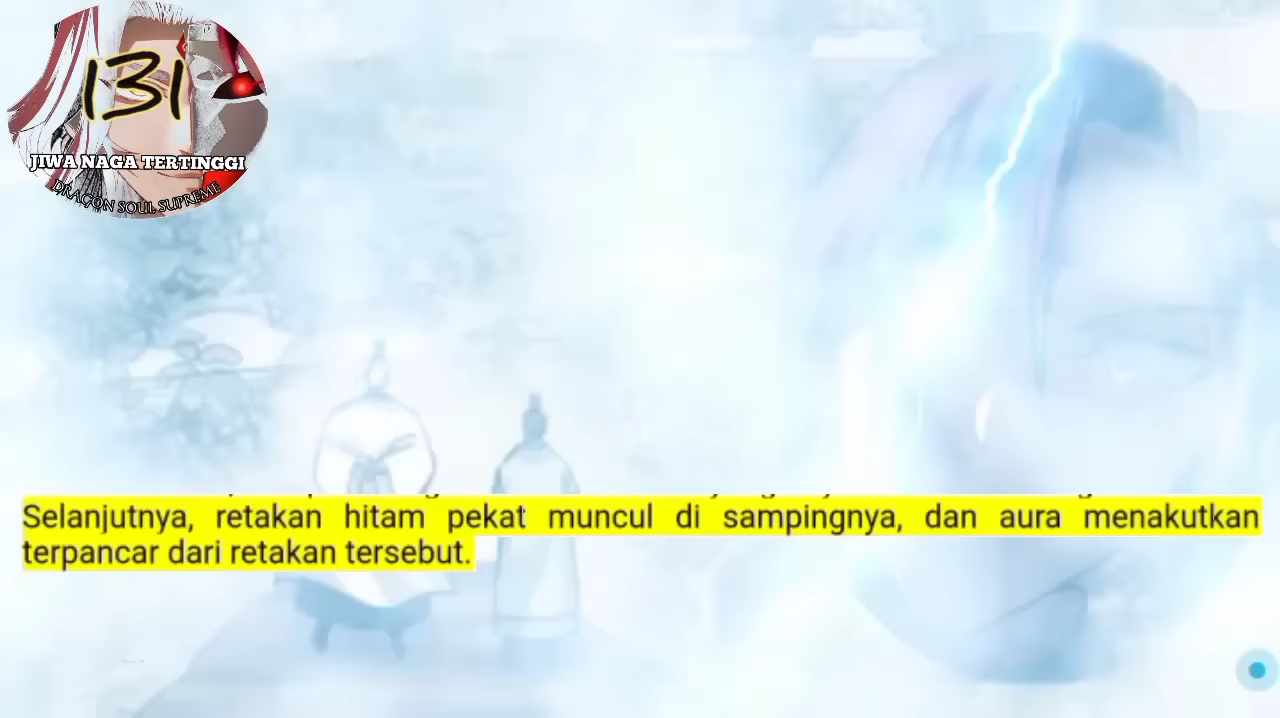 131
JIWA NAGA TERTINGGI
DRAGON SOUL SUPREME
Selanjutnya, retakan hitam pekat muncul di sampingnya, dan aura menakutkan
terpancar dari retakan tersebut.